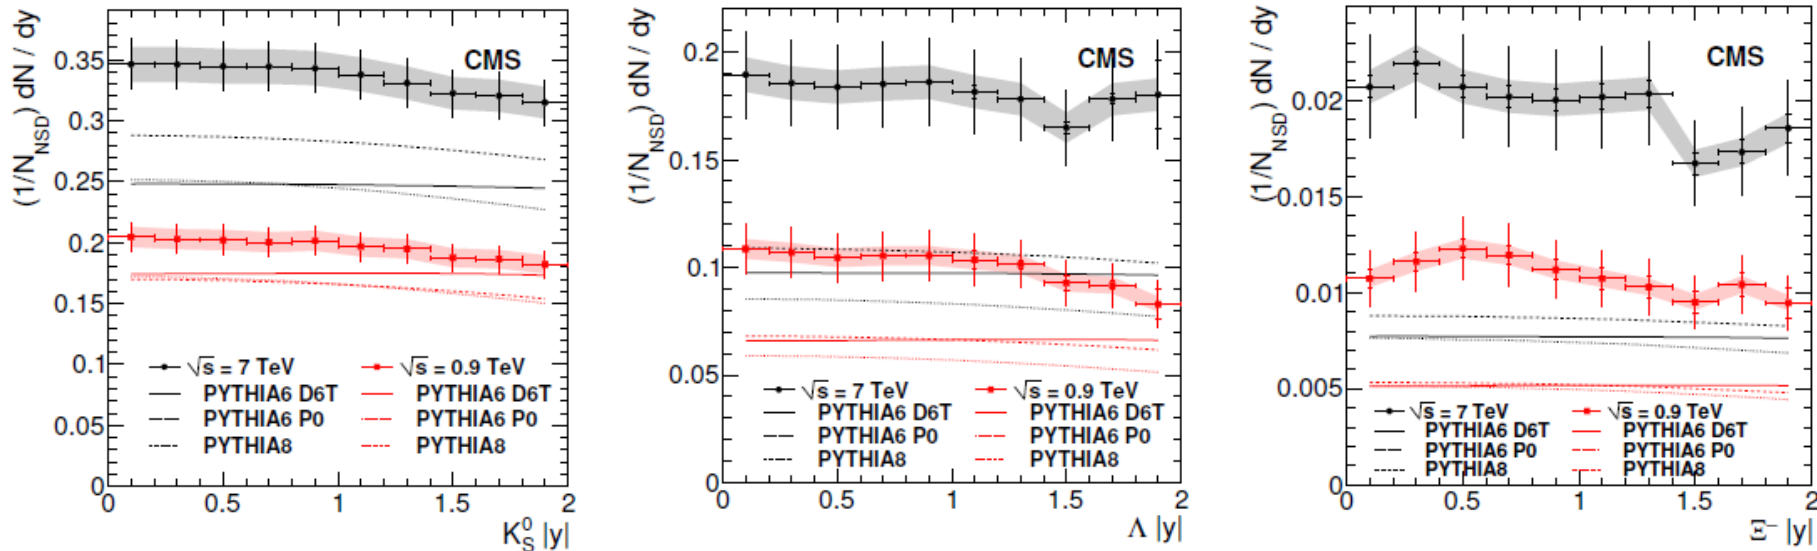 (1/N_NSD) dN / dy
CMS
0.35
0.3
0.25
0.2
0.15
0.1
0.05
0
√s = 7 TeV √s = 0.9 TeV
PYTHIA6 D6T PYTHIA6 D6T
PYTHIA6 P0 PYTHIA6 P0
PYTHIA8 PYTHIA8
0 0.5 1 1.5 2
K⁰_S |y|
(1/N_NSD) dN / dy
CMS
0.2
0.15
0.1
0.05
0
√s = 7 TeV √s = 0.9 TeV
PYTHIA6 D6T PYTHIA6 D6T
PYTHIA6 P0 PYTHIA6 P0
PYTHIA8 PYTHIA8
0 0.5 1 1.5 2
Λ |y|
(1/N_NSD) dN / dy
CMS
0.02
0.015
0.01
0.005
0
√s = 7 TeV √s = 0.9 TeV
PYTHIA6 D6T PYTHIA6 D6T
PYTHIA6 P0 PYTHIA6 P0
PYTHIA8 PYTHIA8
0 0.5 1 1.5 2
Ξ⁻ |y|